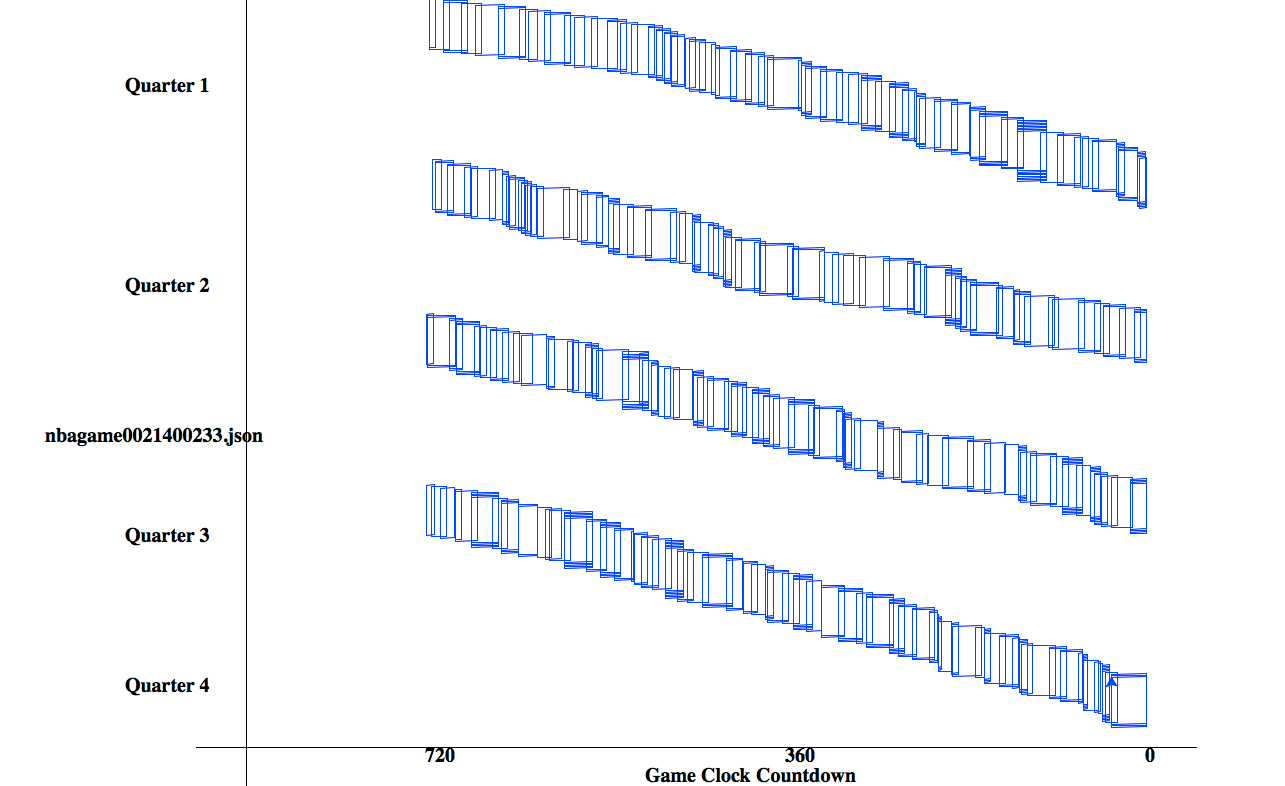 Quarter 1
Quarter 2
nbagame0021400233.json
Quarter 3
Quarter 4
720 360 0
Game Clock Countdown